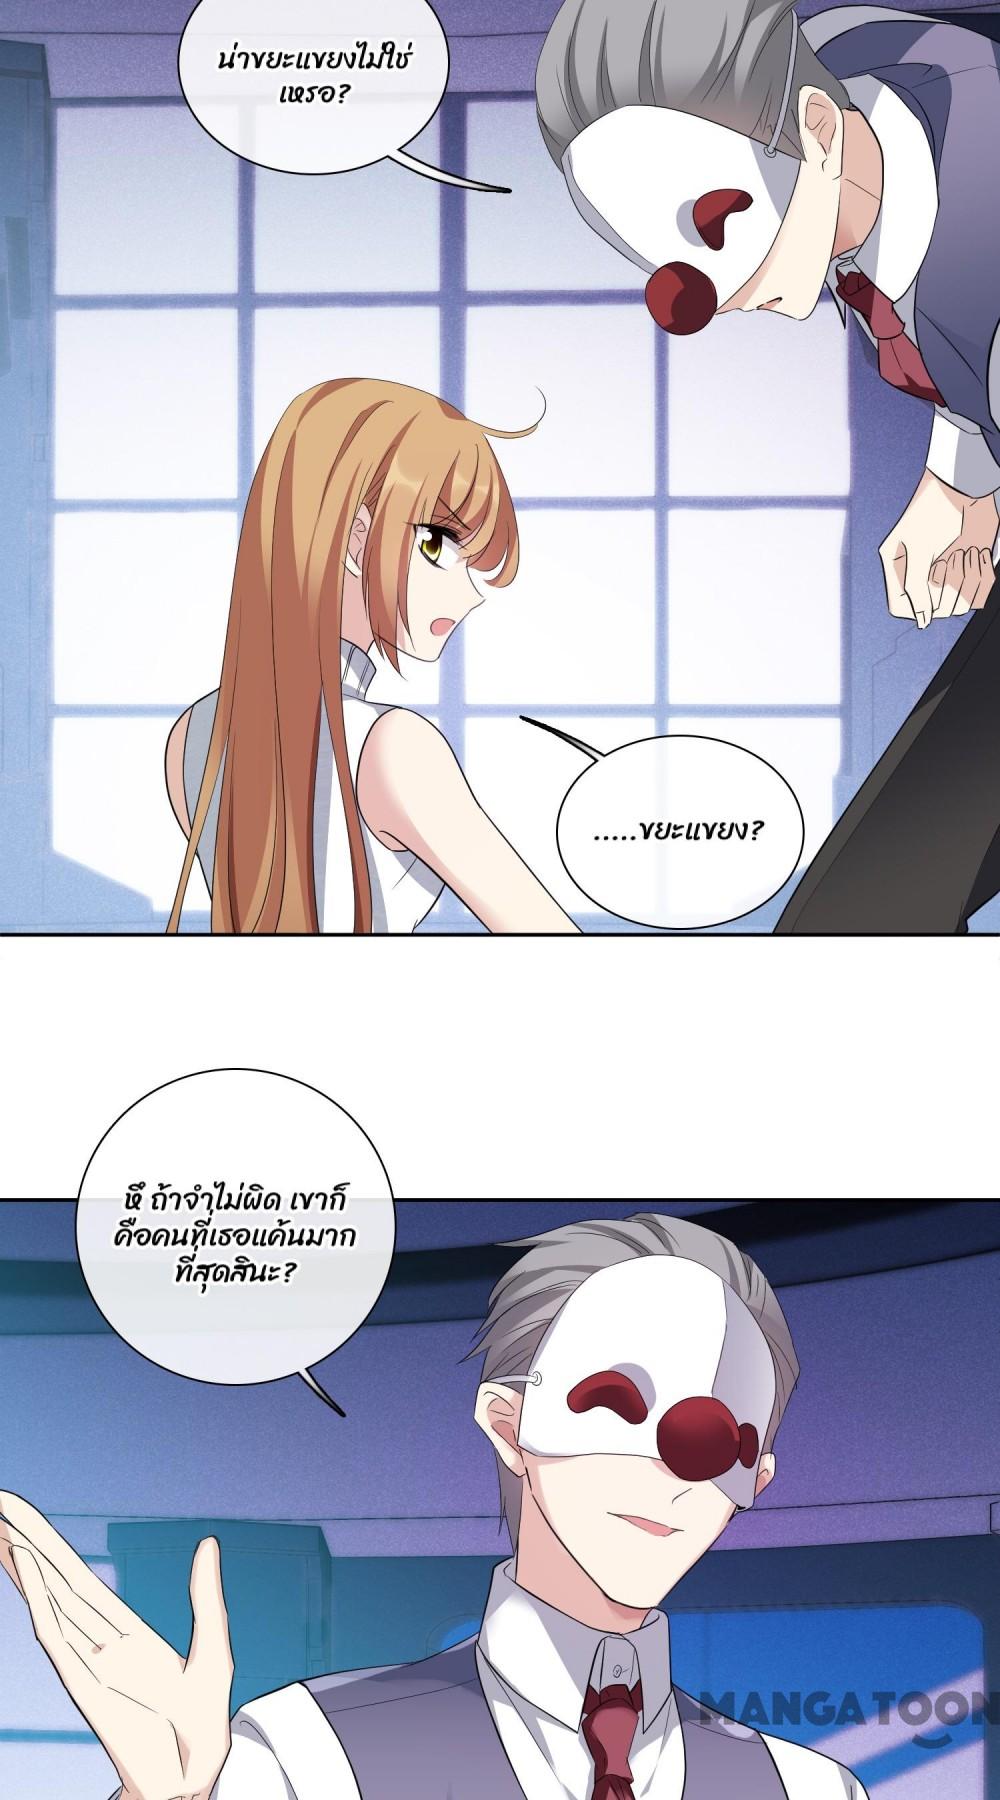 น่าขยะแขยงไม่ใช่
เหรอ?
.....ขยะแขยง?
หึ ถ้าจำไม่ผิด เขาก็
คือคนที่เธอแค้นมาก
ที่สุดสินะ?
MANGATOON